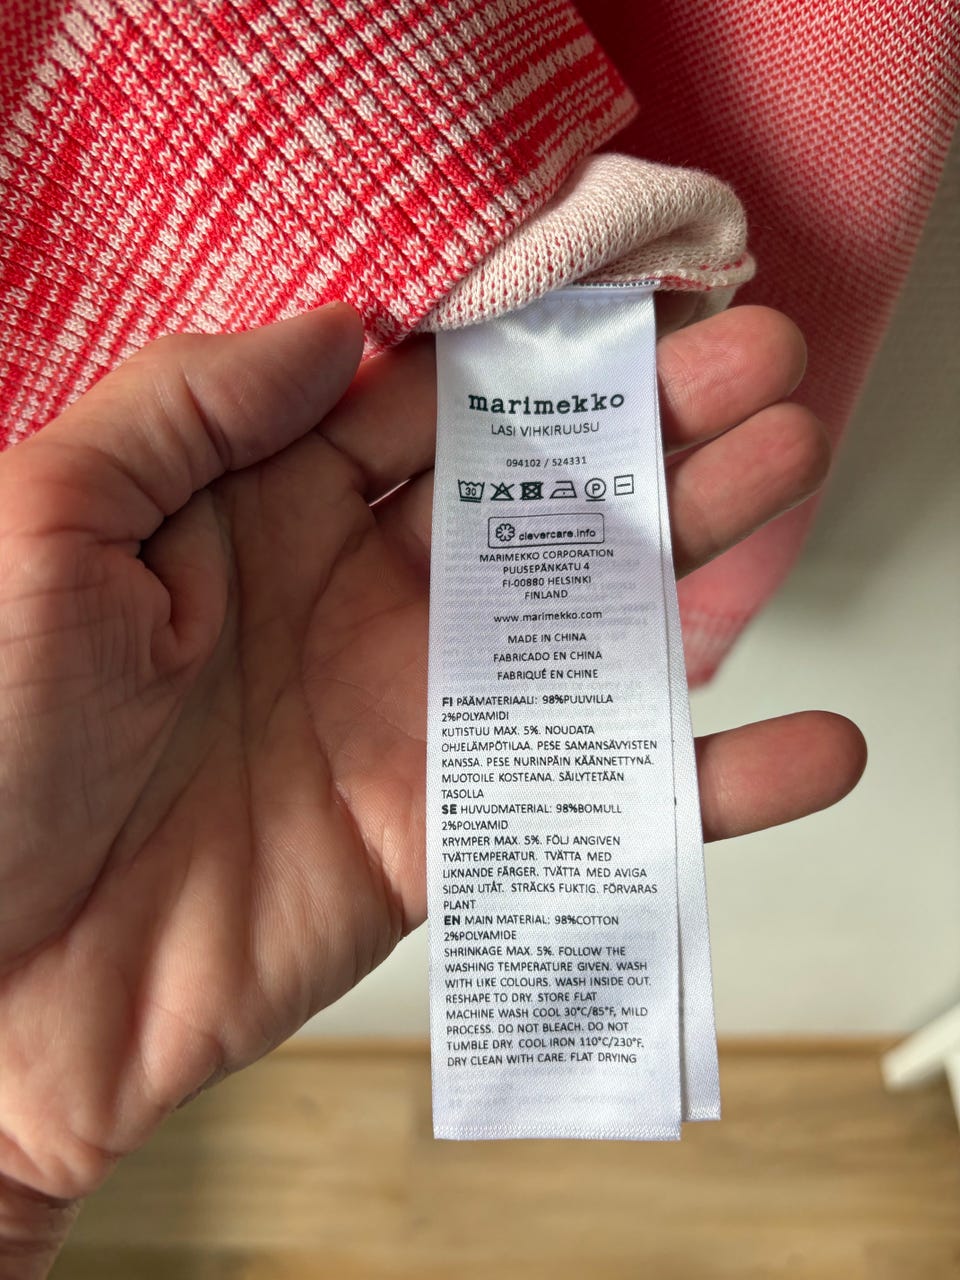 marimekko
LASI VIHKIRUUSU
094102 / 524331
30 P
clevercare.info
MARIMEKKO CORPORATION
PUUSEPÄNKATU 4
FI-00880 HELSINKI
FINLAND
www.marimekko.com
MADE IN CHINA
FABRICADO EN CHINA
FABRIQUÉ EN CHINE
FI PÄÄMATERIAALI: 98%PUUVILLA
2%POLYAMIDI
KUTISTUU MAX. 5%. NOUDATA
OHJELÄMPÖTILAA. PESE SAMANSÄVYISTEN
KANSSA. PESE NURINPÄIN KÄÄNNETTYNÄ.
MUOTOILE KOSTEANA. SÄILYTETÄÄN
TASOLLA
SE HUVUDMATERIAL: 98%BOMULL
2%POLYAMID
KRYMPER MAX. 5%. FÖLJ ANGIVEN
TVÄTTEMPERATUR. TVÄTTA MED
LIKNANDE FÄRGER. TVÄTTA MED AVIGA
SIDAN UTÅT. STRÄCKS FUKTIG. FÖRVARAS
PLANT
EN MAIN MATERIAL: 98%COTTON
2%POLYAMIDE
SHRINKAGE MAX. 5%. FOLLOW THE
WASHING TEMPERATURE GIVEN. WASH
WITH LIKE COLOURS. WASH INSIDE OUT.
RESHAPE TO DRY. STORE FLAT
MACHINE WASH COOL 30°C/85°F, MILD
PROCESS. DO NOT BLEACH. DO NOT
TUMBLE DRY. COOL IRON 110°C/230°F.
DRY CLEAN WITH CARE. FLAT DRYING